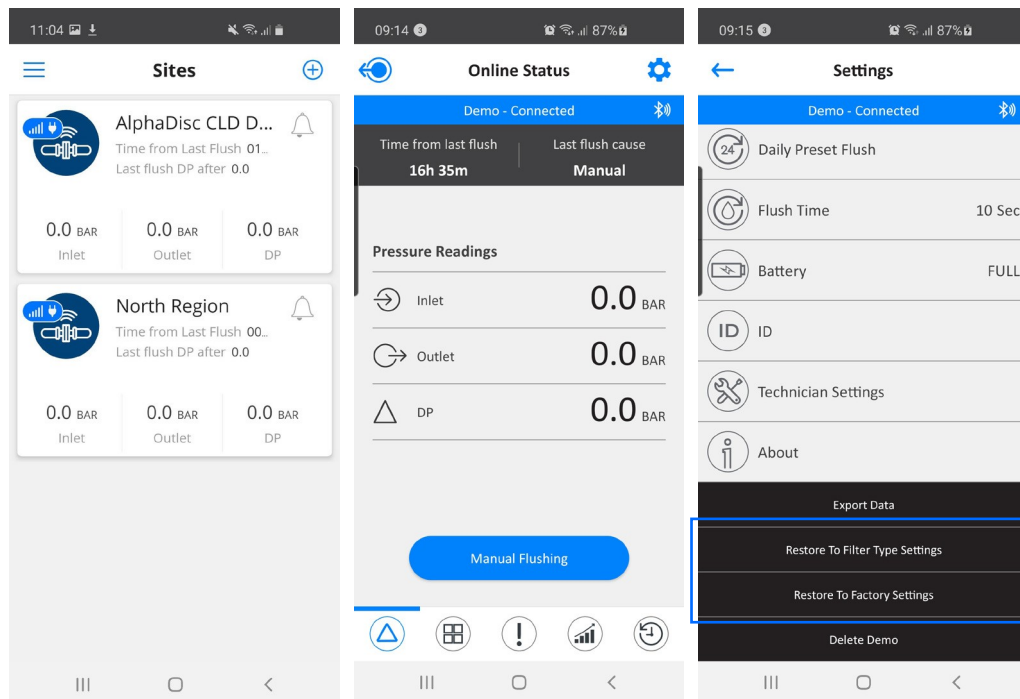 11:04
Sites
AlphaDisc CLD D...
Time from Last Flush 01...
Last flush DP after 0.0
0.0 BAR 0.0 BAR 0.0 BAR
Inlet Outlet DP
North Region
Time from Last Flush 00...
Last flush DP after 0.0
0.0 BAR 0.0 BAR 0.0 BAR
Inlet Outlet DP
09:14 3 87%
Online Status
Demo - Connected
Time from last flush Last flush cause
16h 35m Manual
Pressure Readings
Inlet 0.0 BAR
Outlet 0.0 BAR
DP 0.0 BAR
Manual Flushing
09:15 3 87%
Settings
Demo - Connected
24 Daily Preset Flush
Flush Time 10 Sec
Battery FULL
ID ID
Technician Settings
About
Export Data
Restore To Filter Type Settings
Restore To Factory Settings
Delete Demo